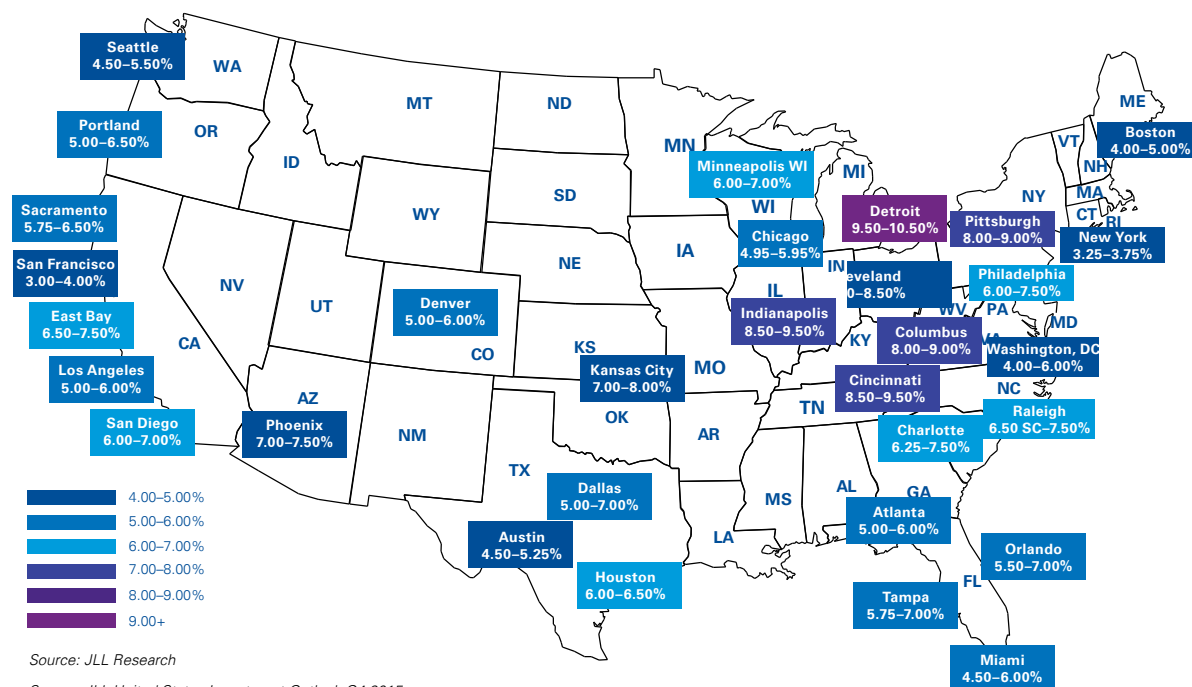 Seattle
4.50–5.50%
WA
MT
ND
MN
ME
Portland
5.00–6.50%
OR
ID
SD
WY
Minneapolis WI
6.00–7.00%
WI
MI
VT
NH
Boston
4.00–5.00%
NY
MA
CT
RI
Sacramento
5.75–6.50%
Detroit
9.50–10.50%
Pittsburgh
8.00–9.00%
New York
3.25–3.75%
San Francisco
3.00–4.00%
NV
UT
NE
IA
Chicago
4.95–5.95%
IL
IN
eveland
0–8.50%
Philadelphia
6.00–7.50%
East Bay
6.50–7.50%
CA
Denver
5.00–6.00%
CO
KS
Indianapolis
8.50–9.50%
KY
WV
PA
MD
VA
Columbus
8.00–9.00%
Washington, DC
4.00–6.00%
Los Angeles
5.00–6.00%
Kansas City
7.00–8.00%
MO
Cincinnati
8.50–9.50%
NC
San Diego
6.00–7.00%
AZ
Phoenix
7.00–7.50%
NM
OK
AR
TN
Charlotte
6.25–7.50%
Raleigh
6.50 SC–7.50%
TX
Dallas
5.00–7.00%
MS
AL
GA
Atlanta
5.00–6.00%
Austin
4.50–5.25%
LA
Houston
6.00–6.50%
Orlando
5.50–7.00%
FL
Tampa
5.75–7.00%
Miami
4.50–6.00%
4.00–5.00%
5.00–6.00%
6.00–7.00%
7.00–8.00%
8.00–9.00%
9.00+
Source: JLL Research